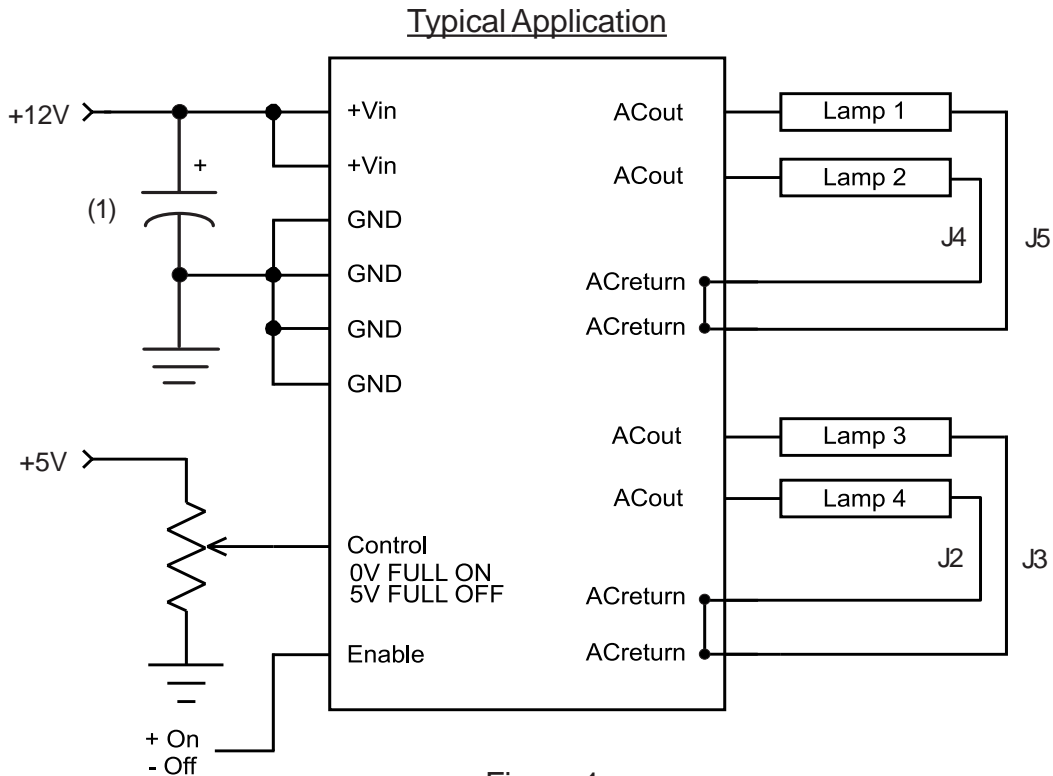 Typical Application
+12V
+
(1)
+Vin
+Vin
GND
GND
GND
GND
+5V
Control
0V FULL ON
5V FULL OFF
Enable
+ On
- Off
ACout
Lamp 1
ACout
Lamp 2
J4
J5
ACreturn
ACreturn
ACout
Lamp 3
ACout
Lamp 4
J2
J3
ACreturn
ACreturn